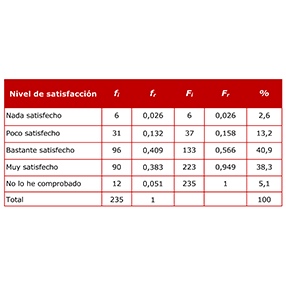 Nivel de satisfacción fi fr Fi Fr %
Nada satisfecho 6 0,026 6 0,026 2,6
Poco satisfecho 31 0,132 37 0,158 13,2
Bastante satisfecho 96 0,409 133 0,566 40,9
Muy satisfecho 90 0,383 223 0,949 38,3
No lo he comprobado 12 0,051 235 1 5,1
Total 235 1 100